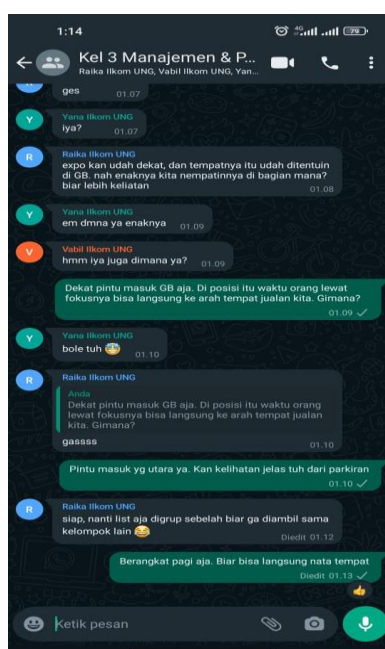 1:14
4G
79
Kel 3 Manajemen & P...
Raika Ilkom UNG, Vabil Ilkom UNG, Yan...
ges
01.07
Y
Yana Ilkom UNG
iya?
01.07
R
Raika Ilkom UNG
expo kan udah dekat, dan tempatnya itu udah ditentuin
di GB. nah enaknya kita nempatinnya di bagian mana?
biar lebih keliatan
01.08
Y
Yana Ilkom UNG
em dmna ya enaknya
01.09
V
Vabil Ilkom UNG
hmm iya juga dimana ya?
01.09
Dekat pintu masuk GB aja. Di posisi itu waktu orang lewat
fokusnya bisa langsung ke arah tempat jualan kita. Gimana?
01.09
Y
Yana Ilkom UNG
bole tuh
01.10
R
Raika Ilkom UNG
Anda
Dekat pintu masuk GB aja. Di posisi itu waktu orang
lewat fokusnya bisa langsung ke arah tempat jualan
kita. Gimana?
gassss
01.10
Pintu masuk yg utara ya. Kan kelihatan jelas tuh dari parkiran
01.10
R
Raika Ilkom UNG
siap, nanti list aja digrup sebelah biar ga diambil sama
kelompok lain 😂
Diedit 01.12
Berangkat pagi aja. Biar bisa langsung nata tempat
Diedit 01.13
👍
Ketik pesan